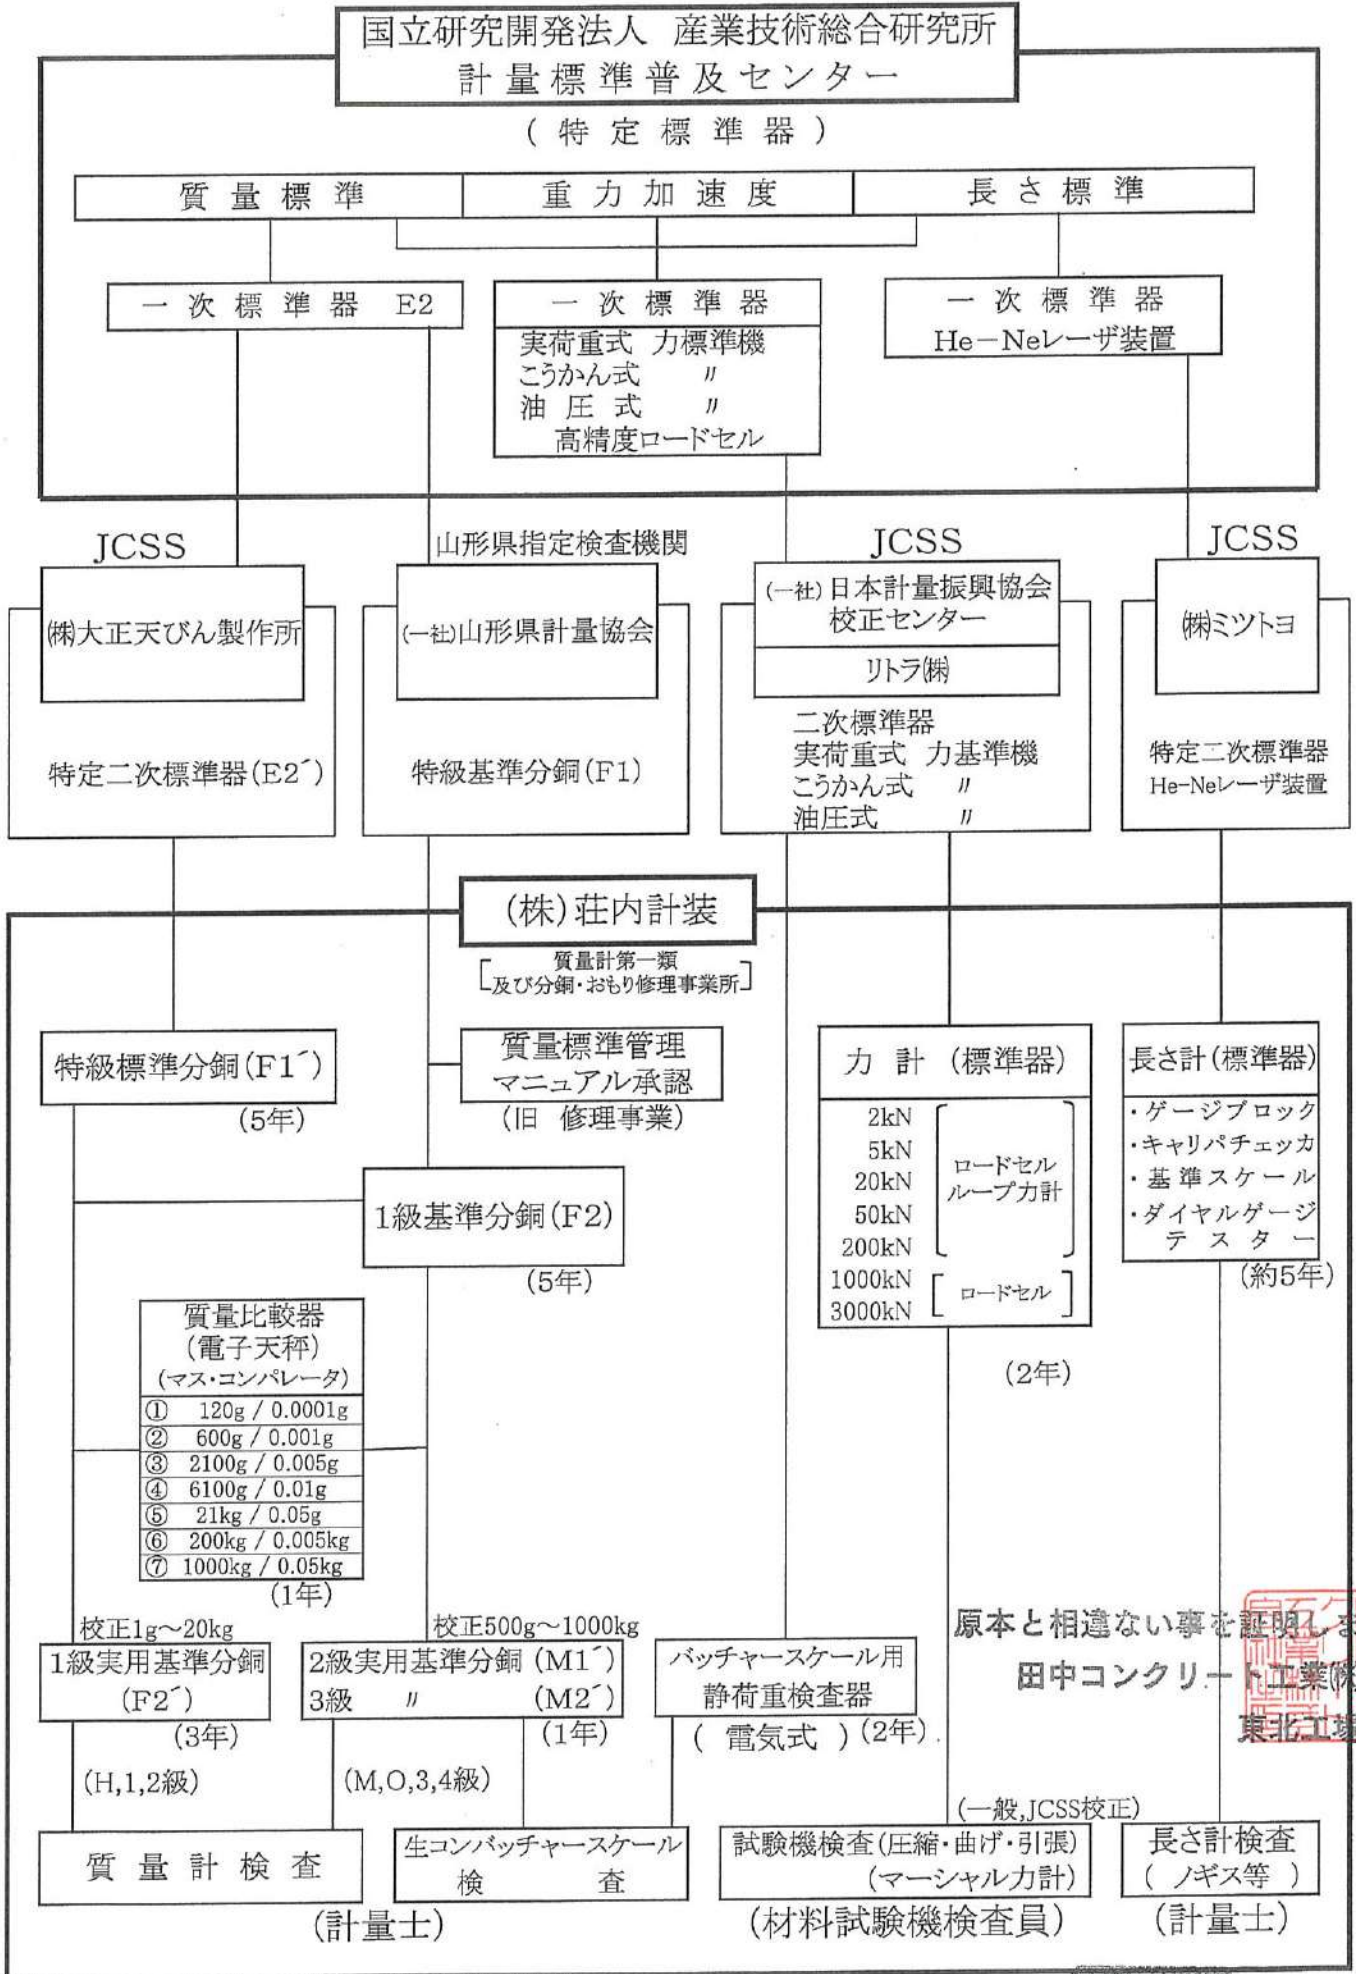 国立研究開発法人 産業技術総合研究所
計量標準普及センター
(特定標準器)
質量標準
重力加速度
長さ標準
一次標準器 E2
一次標準器
実荷重式 力標準機
こうかん式 〃
油圧式 〃
高精度ロードセル
一次標準器
He-Neレーザ装置
JCSS
㈱大正天びん製作所
特定二次標準器(E2´)
山形県指定検査機関
(一社)山形県計量協会
特級基準分銅(F1)
JCSS
(一社)日本計量振興協会
校正センター
リトラ㈱
二次標準器
実荷重式 力基準機
こうかん式 〃
油圧式 〃
JCSS
㈱ミツトヨ
特定二次標準器
He-Neレーザ装置
(株)荘内計装
[質量計第一類
及び分銅・おもり修理事業所]
特級標準分銅(F1´)
(5年)
質量標準管理
マニュアル承認
(旧 修理事業)
1級基準分銅(F2)
(5年)
質量比較器
(電子天秤)
(マス・コンパレータ)
① 120g / 0.0001g
② 600g / 0.001g
③ 2100g / 0.005g
④ 6100g / 0.01g
⑤ 21kg / 0.05g
⑥ 200kg / 0.005kg
⑦ 1000kg / 0.05kg
(1年)
力計 (標準器)
2kN
5kN
20kN
50kN
200kN
ロードセル
ループ力計
1000kN
3000kN
ロードセル
(2年)
長さ計(標準器)
・ゲージブロック
・キャリパチェッカ
・基準スケール
・ダイヤルゲージ
テスター
(約5年)
校正1g～20kg
1級実用基準分銅
(F2´)
(3年)
(H,1,2級)
校正500g～1000kg
2級実用基準分銅 (M1´)
3級 〃 (M2´)
(1年)
(M,O,3,4級)
バッチャースケール用
静荷重検査器
(電気式) (2年)
原本と相違ない事を証明しま
田中コンクリート工業㈱
東北工場
質量計検査
生コンバッチャースケール
検査
(計量士)
(一般,JCSS校正)
試験機検査(圧縮・曲げ・引張)
(マーシャル力計)
(材料試験機検査員)
長さ計検査
(ノギス等)
(計量士)